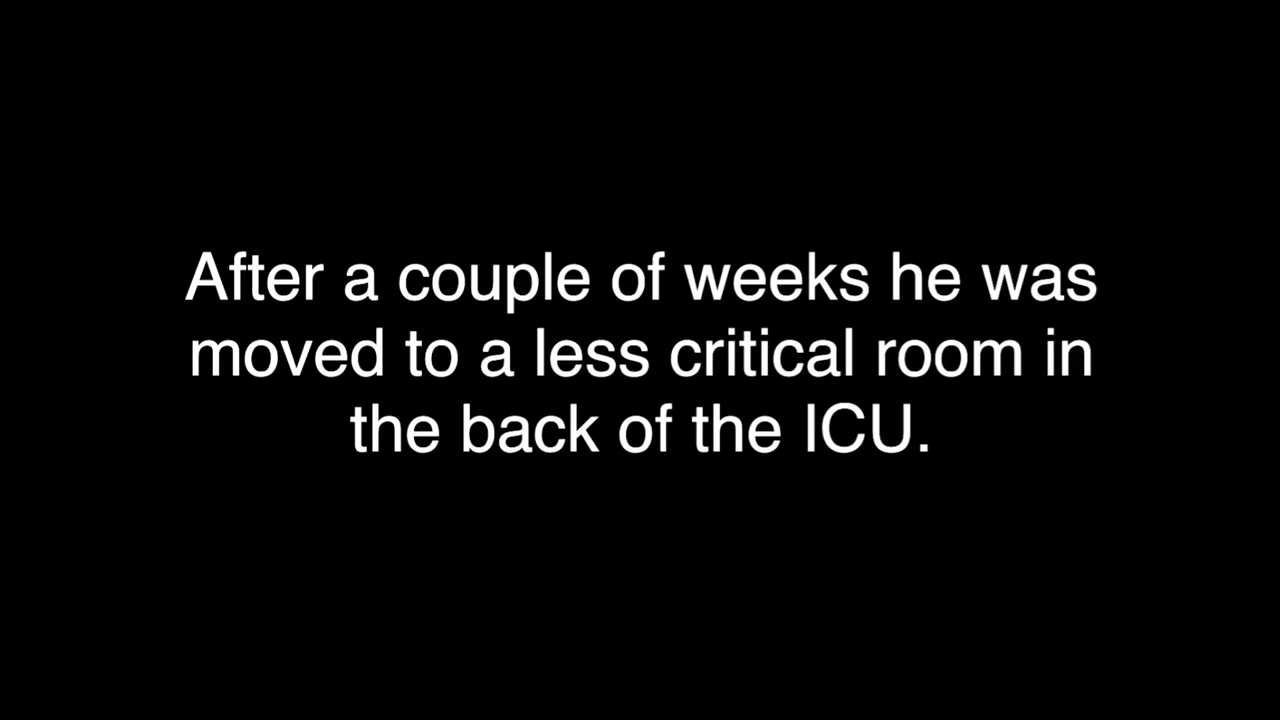 After a couple of weeks he was
moved to a less critical room in
the back of the ICU.